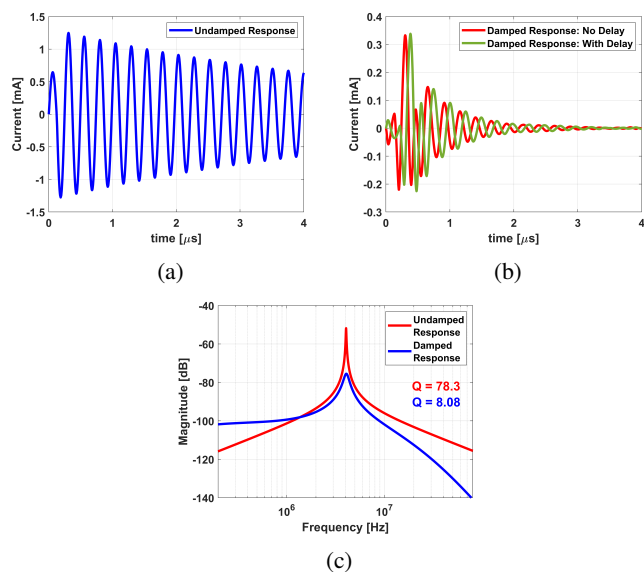 Undamped Response
Current [mA]
1.5
1
0.5
0
-0.5
-1
-1.5
0 1 2 3 4
time [μs]
(a)
Damped Response: No Delay
Damped Response: With Delay
Current [mA]
0.4
0.3
0.2
0.1
0
-0.1
-0.2
-0.3
0 1 2 3 4
time [μs]
(b)
Undamped
Response
Damped
Response
Q = 78.3
Q = 8.08
Magnitude [dB]
-40
-60
-80
-100
-120
-140
10^6 10^7
Frequency [Hz]
(c)